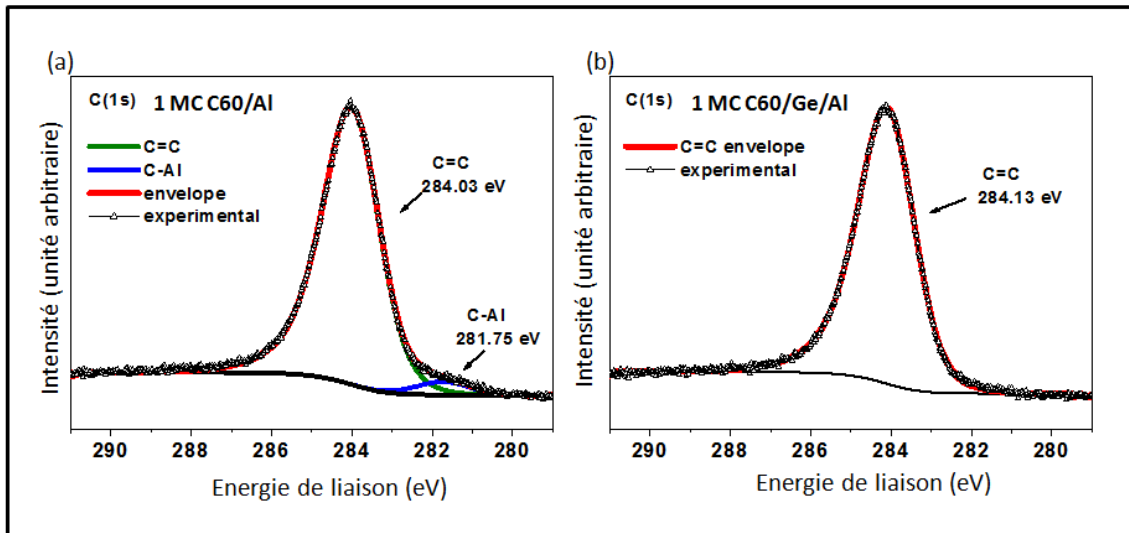 (a)
C(1s) 1 MC C60/Al
C=C
C-Al
envelope
experimental
C=C
284.03 eV
C-Al
281.75 eV
Intensité (unité arbitraire)
290 288 286 284 282 280
Energie de liaison (eV)
(b)
C(1s) 1 MC C60/Ge/Al
C=C envelope
experimental
C=C
284.13 eV
Intensité (unité arbitraire)
290 288 286 284 282 280
Energie de liaison (eV)